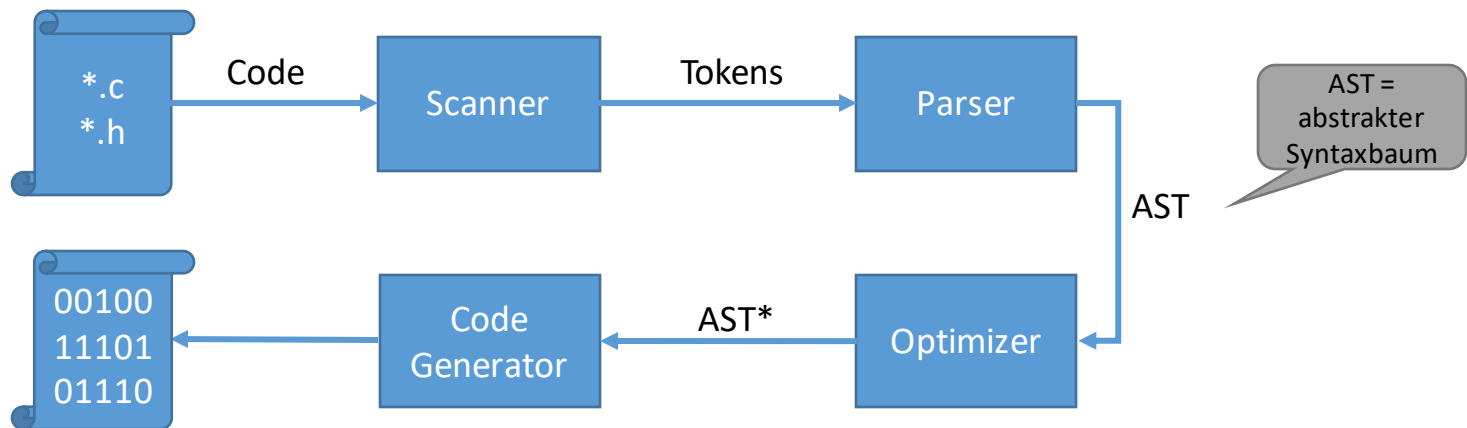 *.c
*.h
Code
Scanner
Tokens
Parser
AST =
abstrakter
Syntaxbaum
AST
Optimizer
AST*
Code
Generator
00100
11101
01110